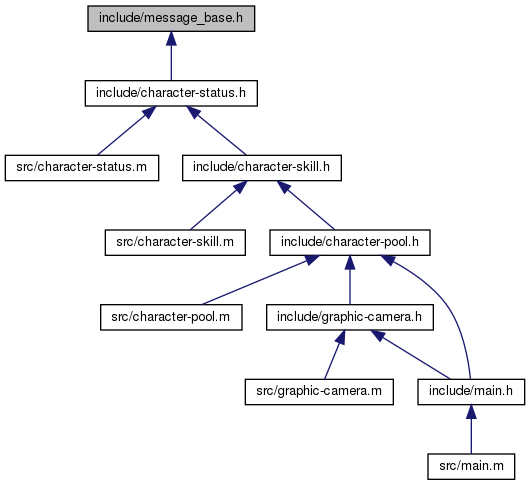 include/message_base.h
include/character-status.h
src/character-status.m
include/character-skill.h
src/character-skill.m
include/character-pool.h
src/character-pool.m
include/graphic-camera.h
src/graphic-camera.m
include/main.h
src/main.m